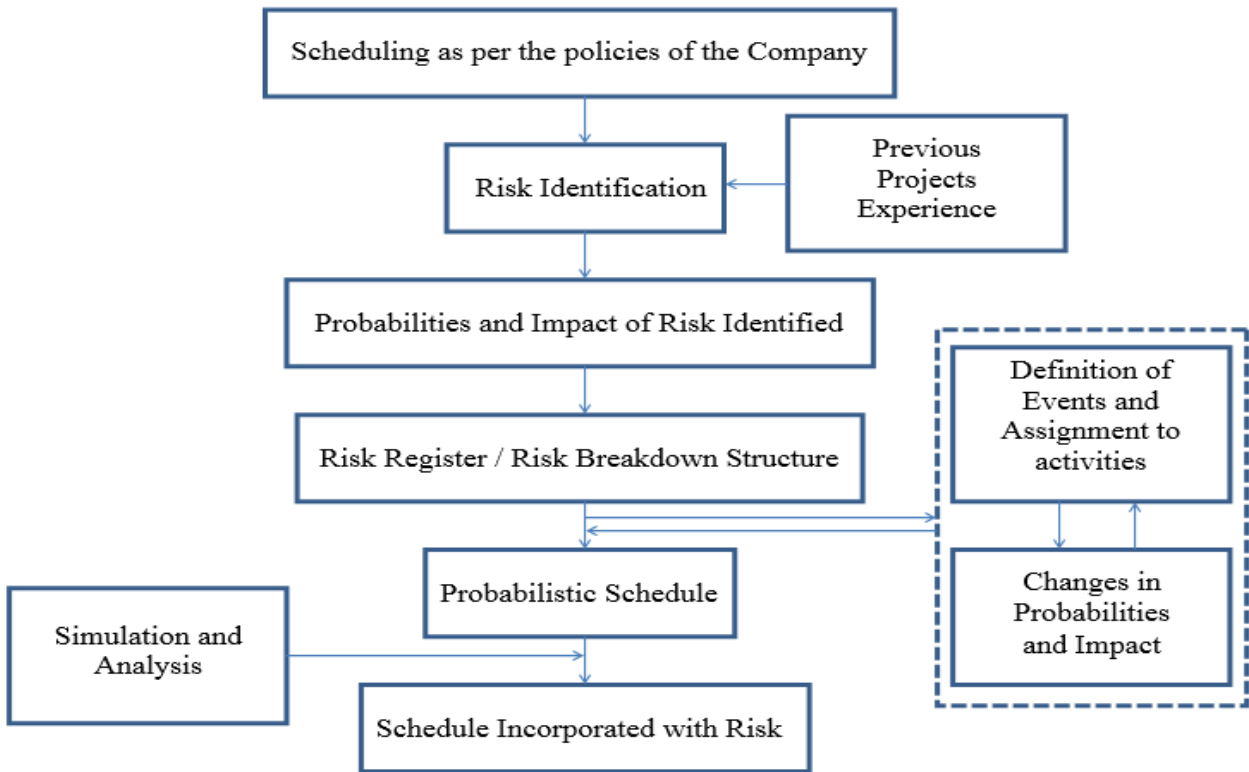 Scheduling as per the policies of the Company
Previous
Projects
Experience
Risk Identification
Probabilities and Impact of Risk Identified
Definition of
Events and
Assignment to
activities
Risk Register / Risk Breakdown Structure
Changes in
Probabilities
and Impact
Probabilistic Schedule
Simulation and
Analysis
Schedule Incorporated with Risk